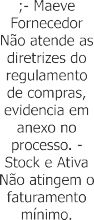 ;- Maeve
Fornecedor
Não atende as
diretrizes do
regulamento
de compras,
evidencia em
anexo no
processo. -
Stock e Ativa
Não atingem o
faturamento
mínimo.